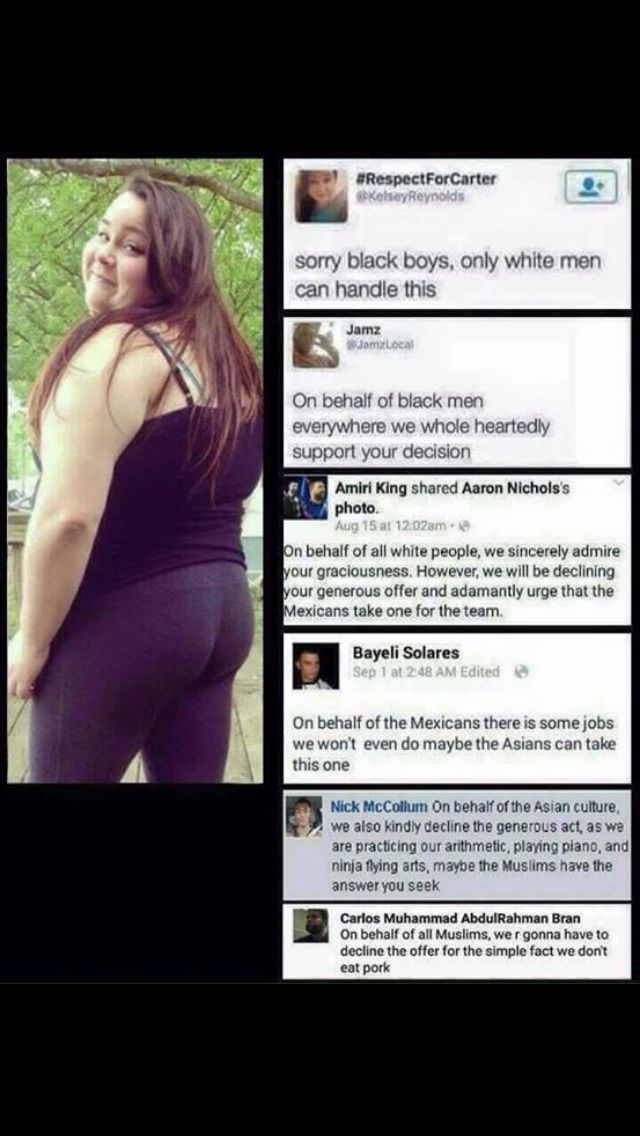 #RespectForCarter
@KelseyReynolds
sorry black boys, only white men
can handle this
Jamz
@JamzLocal
On behalf of black men
everywhere we whole heartedly
support your decision
Amiri King shared Aaron Nichols's
photo.
Aug 15 at 12:02am ·
On behalf of all white people, we sincerely admire
your graciousness. However, we will be declining
your generous offer and adamantly urge that the
Mexicans take one for the team.
Bayeli Solares
Sep 1 at 2:48 AM Edited
On behalf of the Mexicans there is some jobs
we won't even do maybe the Asians can take
this one
Nick McCollum On behalf of the Asian culture,
we also kindly decline the generous act, as we
are practicing our arithmetic, playing piano, and
ninja flying arts, maybe the Muslims have the
answer you seek
Carlos Muhammad AbdulRahman Bran
On behalf of all Muslims, we r gonna have to
decline the offer for the simple fact we don't
eat pork